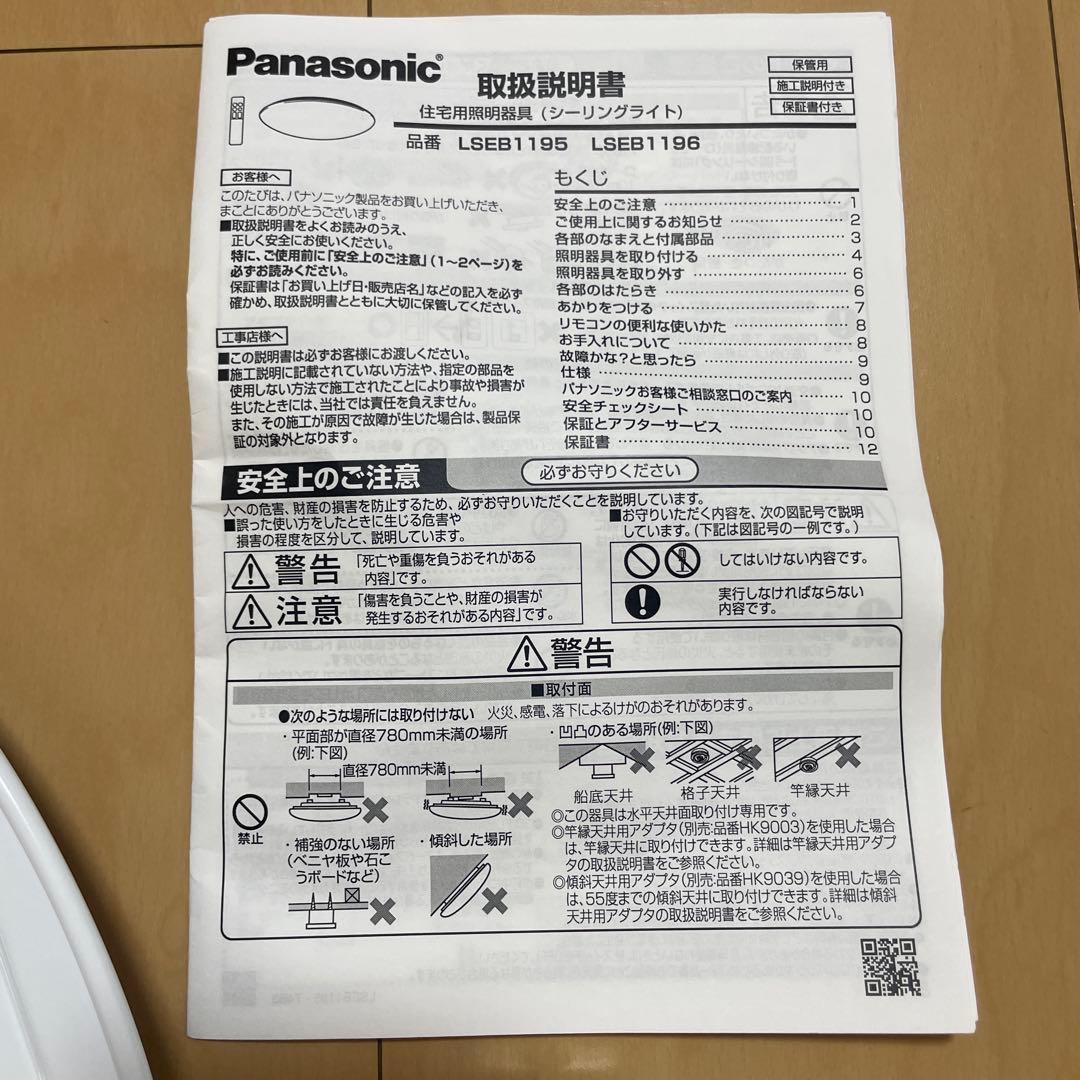 Panasonic®
取扱説明書
住宅用照明器具(シーリングライト)
品番 LSEB1195 LSEB1196
保管用
施工説明付き
保証書付き
お客様へ
このたびは、パナソニック製品をお買い上げいただき、
まことにありがとうございます。
■取扱説明書をよくお読みのうえ、
正しく安全にお使いください。
特に、ご使用前に「安全上のご注意」(1〜2ページ)を
必ずお読みください。
保証書は「お買い上げ日・販売店名」などの記入を必ず
確かめ、取扱説明書とともに大切に保管してください。
工事店様へ
■この説明書は必ずお客様にお渡しください。
■施工説明に記載されていない方法や、指定の部品を
使用しない方法で施工されたことにより事故や損害が
生じたときには、当社では責任を負えません。
また、その施工が原因で故障が生じた場合は、製品保
証の対象外となります。
もくじ
安全上のご注意 1
ご使用上に関するお知らせ 2
各部のなまえと付属部品 3
照明器具を取り付ける 4
照明器具を取り外す 6
各部のはたらき 6
あかりをつける 7
リモコンの便利な使いかた 8
お手入れについて 8
故障かな?と思ったら 9
仕様 9
パナソニックお客様ご相談窓口のご案内 10
安全チェックシート 10
保証とアフターサービス 10
保証書 12
安全上のご注意 必ずお守りください
人への危害、財産の損害を防止するため、必ずお守りいただくことを説明しています。
■誤った使い方をしたときに生じる危害や
損害の程度を区分して、説明しています。
警告 「死亡や重傷を負うおそれがある
内容」です。
注意 「傷害を負うことや、財産の損害が
発生するおそれがある内容」です。
■お守りいただく内容を、次の図記号で説明
しています。(下記は図記号の一例です。)
してはいけない内容です。
実行しなければならない
内容です。
警告
■取付面
●次のような場所には取り付けない 火災、感電、落下によるけがのおそれがあります。
・平面部が直径780mm未満の場所
(例:下図)
直径780mm未満
禁止
・補強のない場所
(ベニヤ板や石こ
うボードなど)
・傾斜した場所
・凹凸のある場所(例:下図)
船底天井 格子天井 竿縁天井
◎この器具は水平天井面取り付け専用です。
◎竿縁天井用アダプタ(別売:品番HK9003)を使用した場合
は、竿縁天井に取り付けできます。詳細は竿縁天井用アダプ
タの取扱説明書をご参照ください。
◎傾斜天井用アダプタ(別売:品番HK9039)を使用した場合
は、55度までの傾斜天井に取り付けできます。詳細は傾斜
天井用アダプタの取扱説明書をご参照ください。